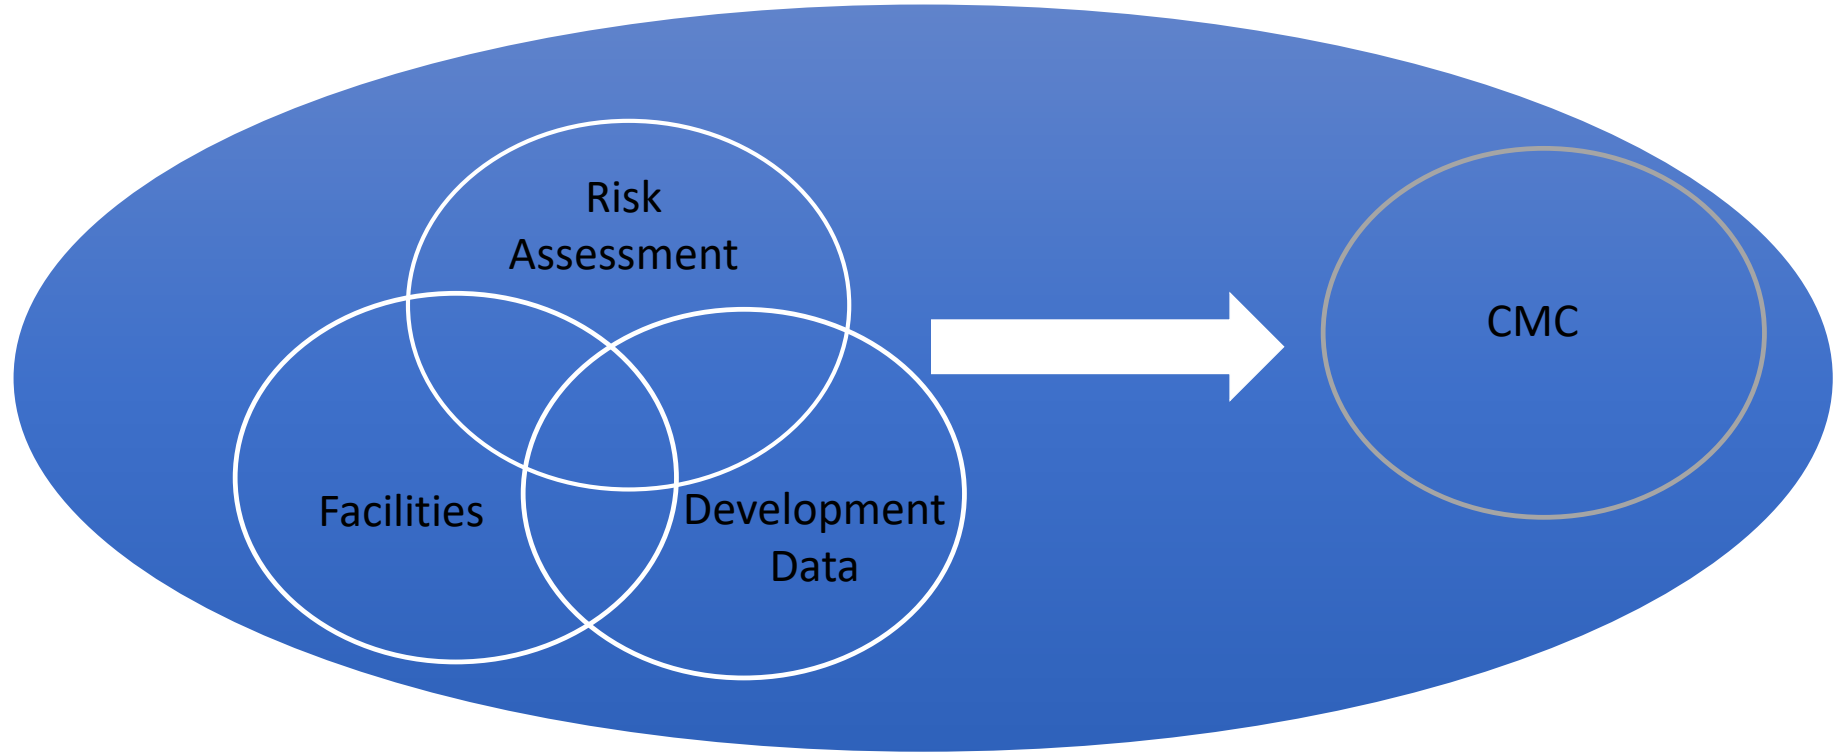 Risk
Assessment
Facilities
Development
Data
CMC